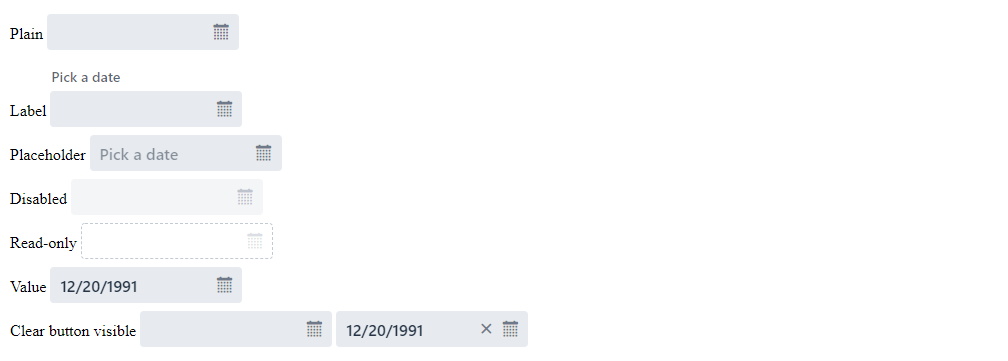 Plain
Pick a date
Label
Placeholder Pick a date
Disabled
Read-only
Value 12/20/1991
Clear button visible 12/20/1991